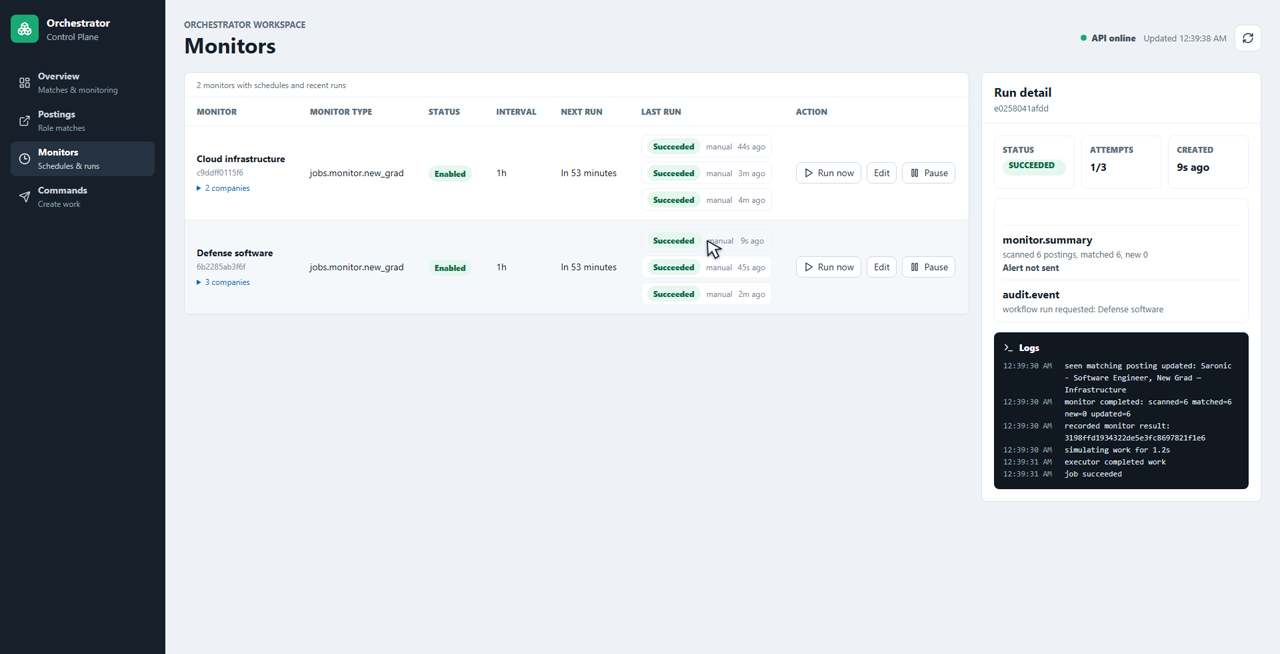 Orchestrator
Control Plane
Overview
Matches & monitoring
Postings
Role matches
Monitors
Schedules & runs
Commands
Create work
ORCHESTRATOR WORKSPACE
Monitors
API online Updated 12:39:38 AM
2 monitors with schedules and recent runs
MONITOR MONITOR TYPE STATUS INTERVAL NEXT RUN LAST RUN ACTION
Cloud infrastructure
c9ddff0115f6
2 companies
jobs.monitor.new_grad Enabled 1h In 53 minutes
Succeeded manual 44s ago
Succeeded manual 3m ago
Succeeded manual 4m ago
Run now Edit Pause
Defense software
6b2285ab3f6f
3 companies
jobs.monitor.new_grad Enabled 1h In 53 minutes
Succeeded manual 9s ago
Succeeded manual 45s ago
Succeeded manual 2m ago
Run now Edit Pause
Run detail
e0258041afdd
STATUS ATTEMPTS CREATED
SUCCEEDED 1/3 9s ago
monitor.summary
scanned 6 postings, matched 6, new 0
Alert not sent
audit.event
workflow run requested: Defense software
Logs
12:39:30 AM seen matching posting updated: Saronic
- Software Engineer, New Grad –
Infrastructure
12:39:30 AM monitor completed: scanned=6 matched=6
new=0 updated=6
12:39:30 AM recorded monitor result:
3198ffd1934322de5e3fc8697821f1e6
12:39:30 AM simulating work for 1.2s
12:39:31 AM executor completed work
12:39:31 AM job succeeded